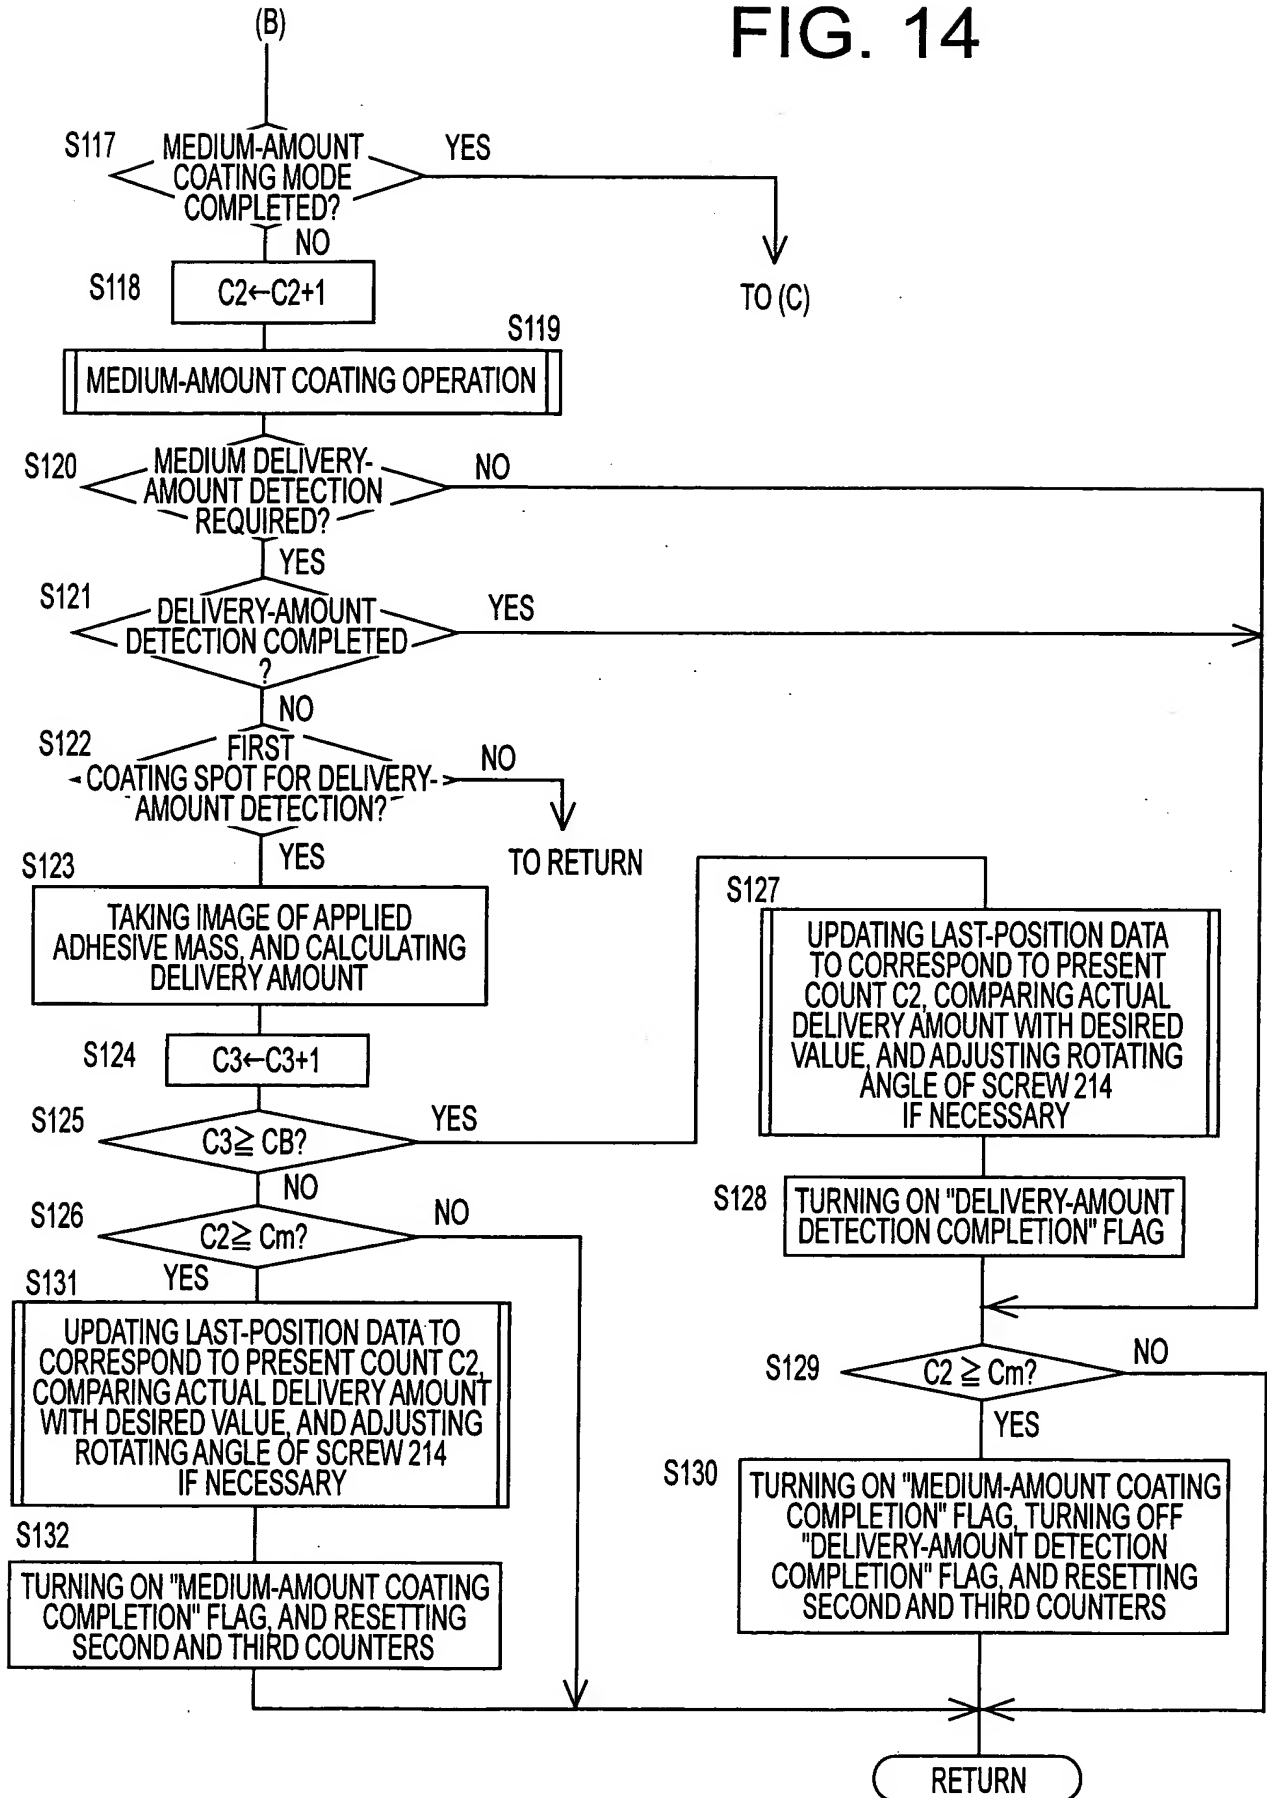 (B)
FIG. 14
S117
MEDIUM-AMOUNT
COATING MODE
COMPLETED?
YES
NO
TO (C)
S118
C2←C2+1
S119
MEDIUM-AMOUNT COATING OPERATION
S120
MEDIUM DELIVERY-
AMOUNT DETECTION
REQUIRED?
NO
YES
S121
DELIVERY-AMOUNT
DETECTION COMPLETED
?
YES
NO
S122
FIRST
COATING SPOT FOR DELIVERY-
AMOUNT DETECTION?
NO
TO RETURN
YES
S123
TAKING IMAGE OF APPLIED
ADHESIVE MASS, AND CALCULATING
DELIVERY AMOUNT
S124
C3←C3+1
S125
C3≧ CB?
YES
NO
S126
C2≧ Cm?
NO
YES
S131
UPDATING LAST-POSITION DATA TO
CORRESPOND TO PRESENT COUNT C2,
COMPARING ACTUAL DELIVERY AMOUNT
WITH DESIRED VALUE, AND ADJUSTING
ROTATING ANGLE OF SCREW 214
IF NECESSARY
S132
TURNING ON "MEDIUM-AMOUNT COATING
COMPLETION" FLAG, AND RESETTING
SECOND AND THIRD COUNTERS
S127
UPDATING LAST-POSITION DATA
TO CORRESPOND TO PRESENT
COUNT C2, COMPARING ACTUAL
DELIVERY AMOUNT WITH DESIRED
VALUE, AND ADJUSTING ROTATING
ANGLE OF SCREW 214
IF NECESSARY
S128
TURNING ON "DELIVERY-AMOUNT
DETECTION COMPLETION" FLAG
S129
C2 ≧ Cm?
NO
YES
S130
TURNING ON "MEDIUM-AMOUNT COATING
COMPLETION" FLAG, TURNING OFF
"DELIVERY-AMOUNT DETECTION
COMPLETION" FLAG, AND RESETTING
SECOND AND THIRD COUNTERS
RETURN